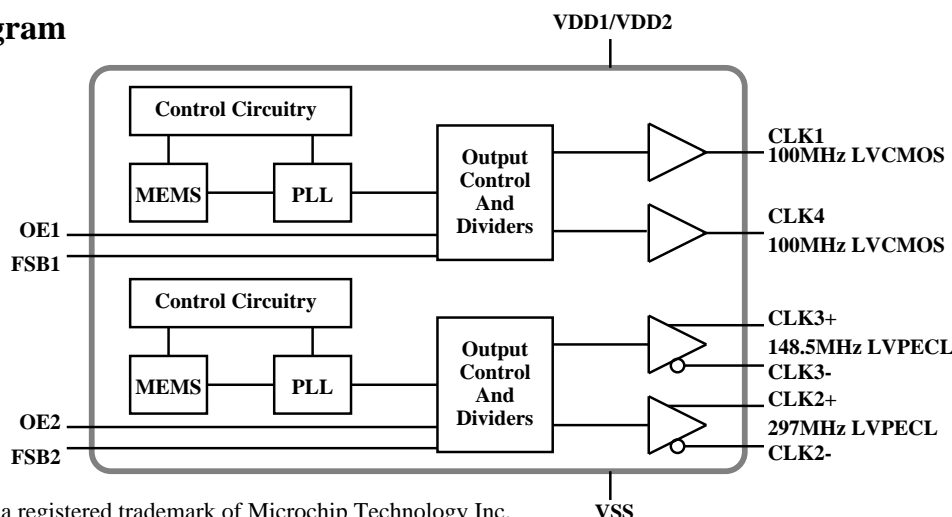 gram
VDD1/VDD2
Control Circuitry
MEMS
PLL
Output
Control
And
Dividers
CLK1
100MHz LVCMOS
CLK4
100MHz LVCMOS
OE1
FSB1
Control Circuitry
MEMS
PLL
Output
Control
And
Dividers
CLK3+
148.5MHz LVPECL
CLK3-
CLK2+
297MHz LVPECL
CLK2-
OE2
FSB2
a registered trademark of Microchip Technology Inc.
VSS